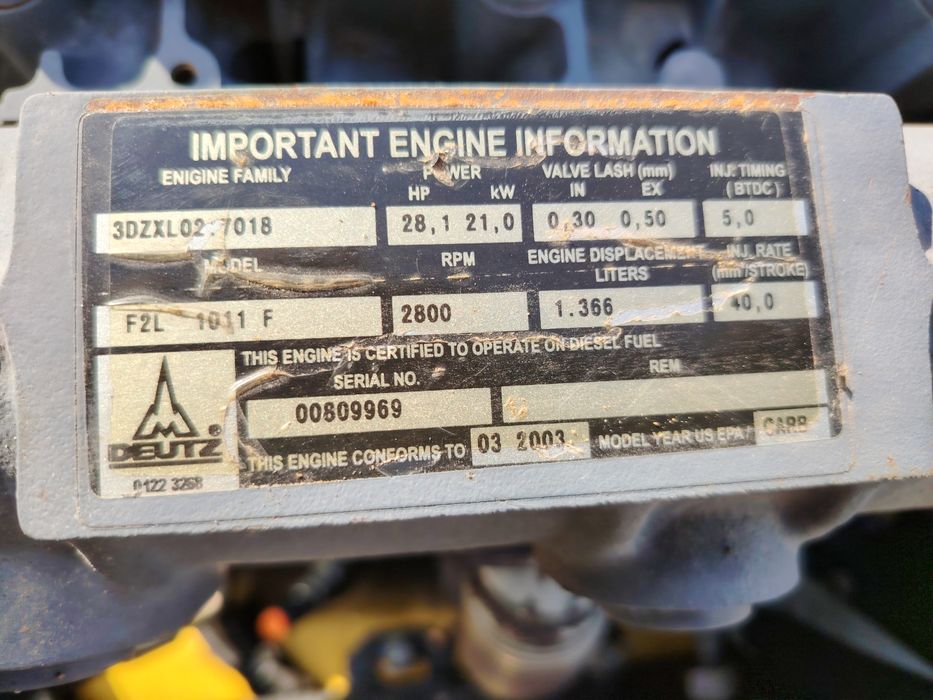 IMPORTANT ENGINE INFORMATION
ENIGINE FAMILY POWER VALVE LASH (mm) INJ. TIMING
HP kW IN EX (BTDC)
28,1 21,0 0,30 0,50 5,0
MODEL RPM ENGINE DISPLACEMENT INJ. RATE
LITERS (mm³/STROKE)
F2L 1011 F 2800 1.366 40,0
THIS ENGINE IS CERTIFIED TO OPERATE ON DIESEL FUEL
SERIAL NO. REM
00809969
DEUTZ®
THIS ENGINE CONFORMS TO 03 2003 MODEL YEAR US EPA / CARB
0122 3268